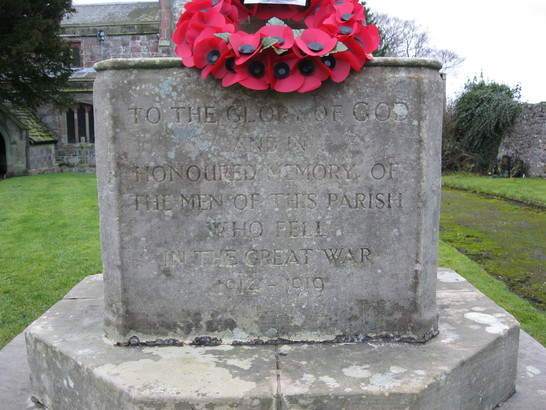 TO THE GLORY OF GOD
AND IN
HONOURED MEMORY OF
THE MEN OF THIS PARISH
WHO FELL
IN THE GREAT WAR
1914-1919